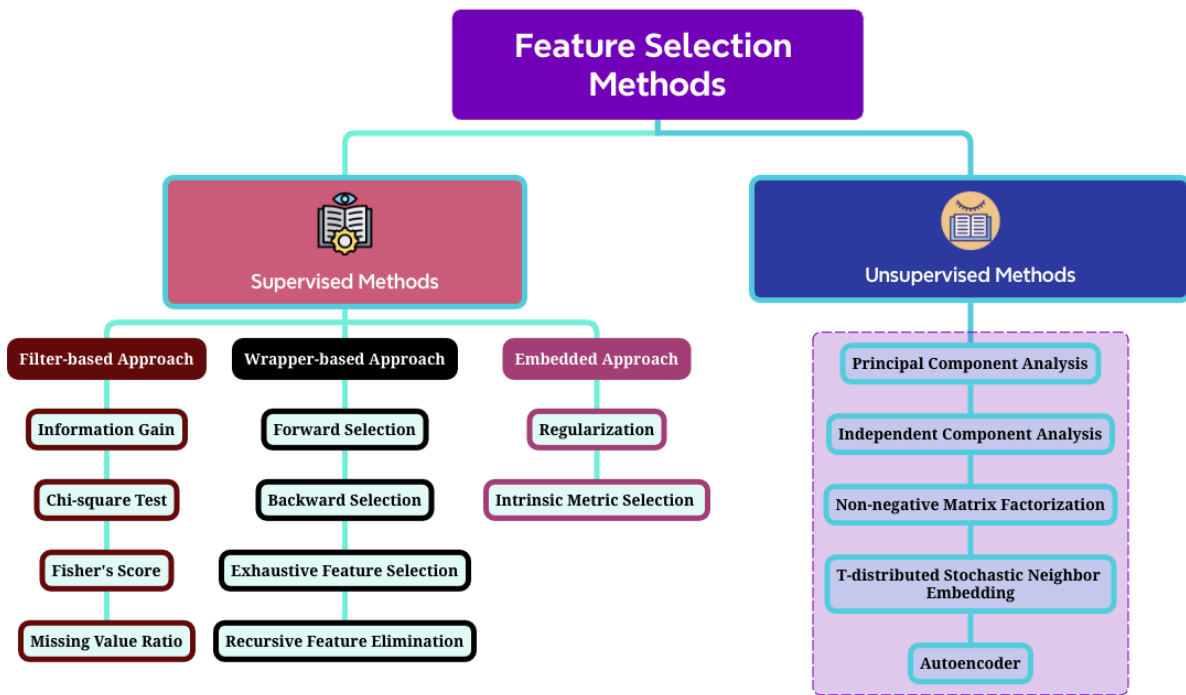 Feature Selection
Methods
Supervised Methods
Unsupervised Methods
Filter-based Approach
Information Gain
Chi-square Test
Fisher's Score
Missing Value Ratio
Wrapper-based Approach
Forward Selection
Backward Selection
Exhaustive Feature Selection
Recursive Feature Elimination
Embedded Approach
Regularization
Intrinsic Metric Selection
Principal Component Analysis
Independent Component Analysis
Non-negative Matrix Factorization
T-distributed Stochastic Neighbor
Embedding
Autoencoder